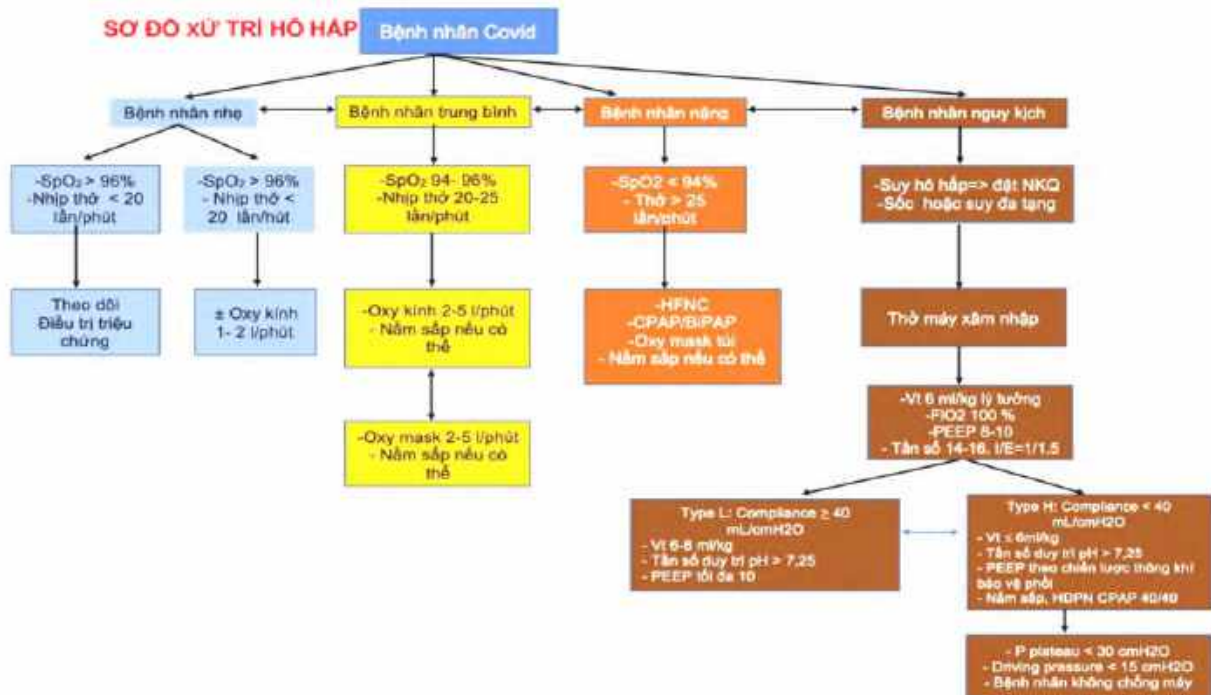 SƠ ĐỒ XỬ TRÍ HÔ HẤP
Bệnh nhân Covid
Bệnh nhân nhẹ
Bệnh nhân trung bình
Bệnh nhân nặng
Bệnh nhân nguy kịch
-SpO₂ > 96%
-Nhịp thở < 20
lần/phút
-SpO₂ > 96%
- Nhịp thở <
20 lần/hút
-SpO₂ 94- 96%
-Nhịp thở 20-25
lần/phút
-SpO2 < 94%
- Thở > 25
lần/phút
-Suy hô hấp=> đặt NKQ
-Sốc hoặc suy đa tạng
Theo dõi
Điều trị triệu
chứng
± Oxy kính
1- 2 l/phút
-Oxy kính 2-5 l/phút
- Nằm sấp nếu có
thể
-HFNC
-CPAP/BiPAP
-Oxy mask túi
- Nằm sấp nếu có thể
Thở máy xâm nhập
-Oxy mask 2-5 l/phút
- Nằm sấp nếu có
thể
-Vt 6 ml/kg lý tưởng
-FIO2 100 %
-PEEP 8-10
- Tần số 14-16. I/E=1/1.5
Type L: Compliance ≥ 40
mL/cmH2O
- Vt 6-8 ml/kg
- Tần số duy trì pH > 7,25
- PEEP tối đa 10
Type H: Compliance < 40
mL/cmH2O
- Vt ≤ 6ml/kg
- Tần số duy trì pH > 7,25
- PEEP theo chiến lược thông khí
bảo vệ phổi
- Nằm sấp, HĐPN CPAP 40/40
- P plateau < 30 cmH2O
- Driving pressure < 15 cmH2O
- Bệnh nhân không chống máy